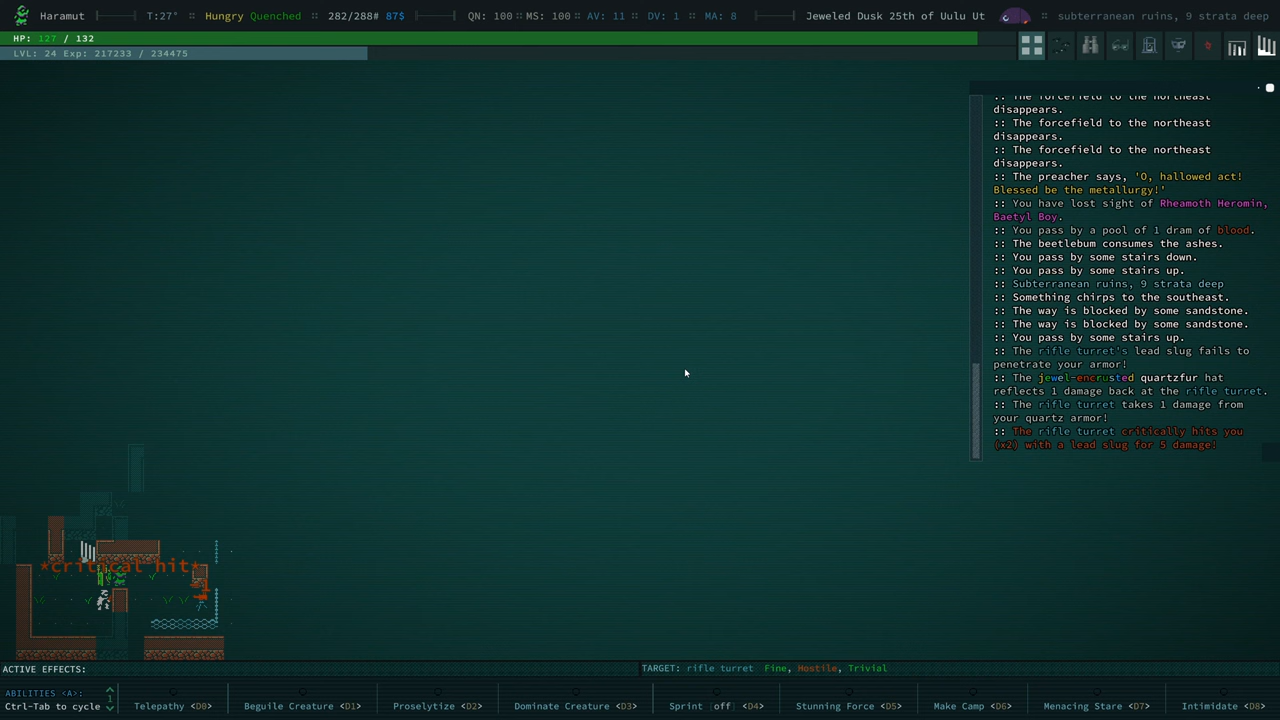 Haramut T:27° Hungry Quenched :: 282/288# 87$ QN: 100 :: MS: 100 :: AV: 11 :: DV: 1 :: MA: 8 Jeweled Dusk 25th of Uulu Ut :: subterranean ruins, 9 strata deep
HP: 127 / 132
LVL: 24 Exp: 217233 / 234475
:: The forcefield to the northeast
disappears.
:: The forcefield to the northeast
disappears.
:: The forcefield to the northeast
disappears.
:: The preacher says, 'O, hallowed act!
Blessed be the metallurgy!'
:: You have lost sight of Rheamoth Heromin,
Baetyl Boy.
:: You pass by a pool of 1 dram of blood.
:: The beetlebum consumes the ashes.
:: You pass by some stairs down.
:: You pass by some stairs up.
:: Subterranean ruins, 9 strata deep
:: Something chirps to the southeast.
:: The way is blocked by some sandstone.
:: The way is blocked by some sandstone.
:: You pass by some stairs up.
:: The rifle turret's lead slug fails to
penetrate your armor!
:: The jewel-encrusted quartzfur hat
reflects 1 damage back at the rifle turret.
:: The rifle turret takes 1 damage from
your quartz armor!
:: The rifle turret critically hits you
(x2) with a lead slug for 5 damage!
*critical hit*
-1
ACTIVE EFFECTS:
TARGET: rifle turret Fine, Hostile, Trivial
ABILITIES <A>:
Ctrl-Tab to cycle
1
Telepathy <D0> Beguile Creature <D1> Proselytize <D2> Dominate Creature <D3> Sprint [off] <D4> Stunning Force <D5> Make Camp <D6> Menacing Stare <D7> Intimidate <D8>